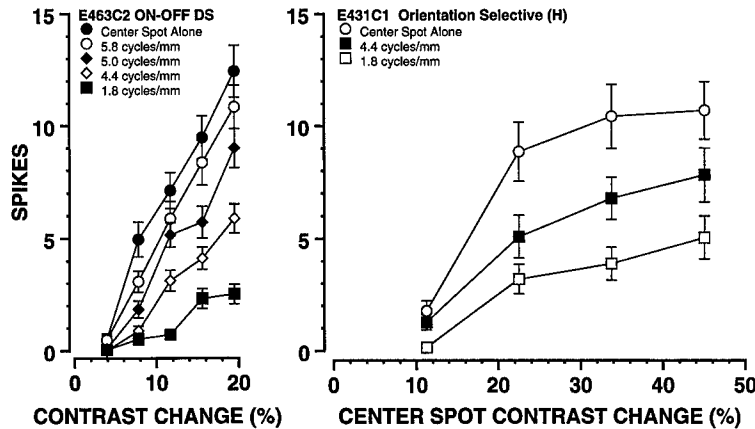 E463C2 ON-OFF DS
Center Spot Alone
5.8 cycles/mm
5.0 cycles/mm
4.4 cycles/mm
1.8 cycles/mm
15
10
5
0
SPIKES
0 10 20
CONTRAST CHANGE (%)
E431C1 Orientation Selective (H)
Center Spot Alone
4.4 cycles/mm
1.8 cycles/mm
15
10
5
0
0 10 20 30 40 50
CENTER SPOT CONTRAST CHANGE (%)